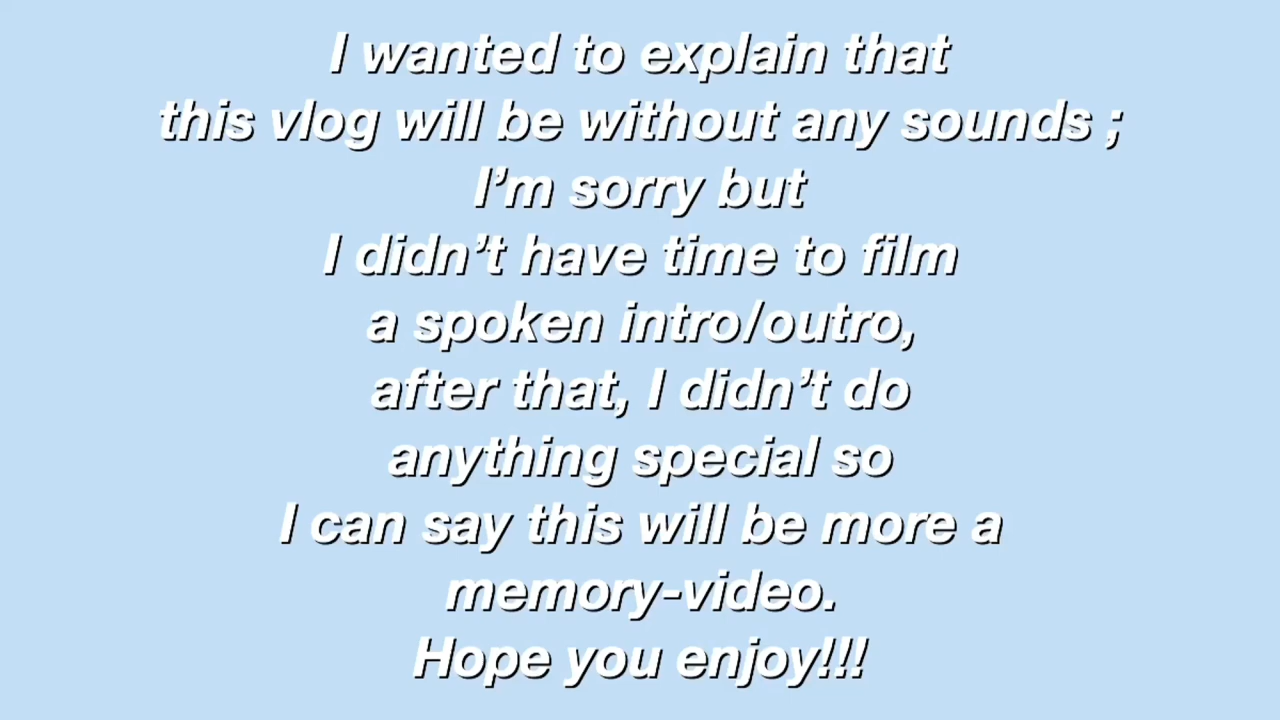 I wanted to explain that
this vlog will be without any sounds ;
I’m sorry but
I didn’t have time to film
a spoken intro/outro,
after that, I didn’t do
anything special so
I can say this will be more a
memory-video.
Hope you enjoy!!!